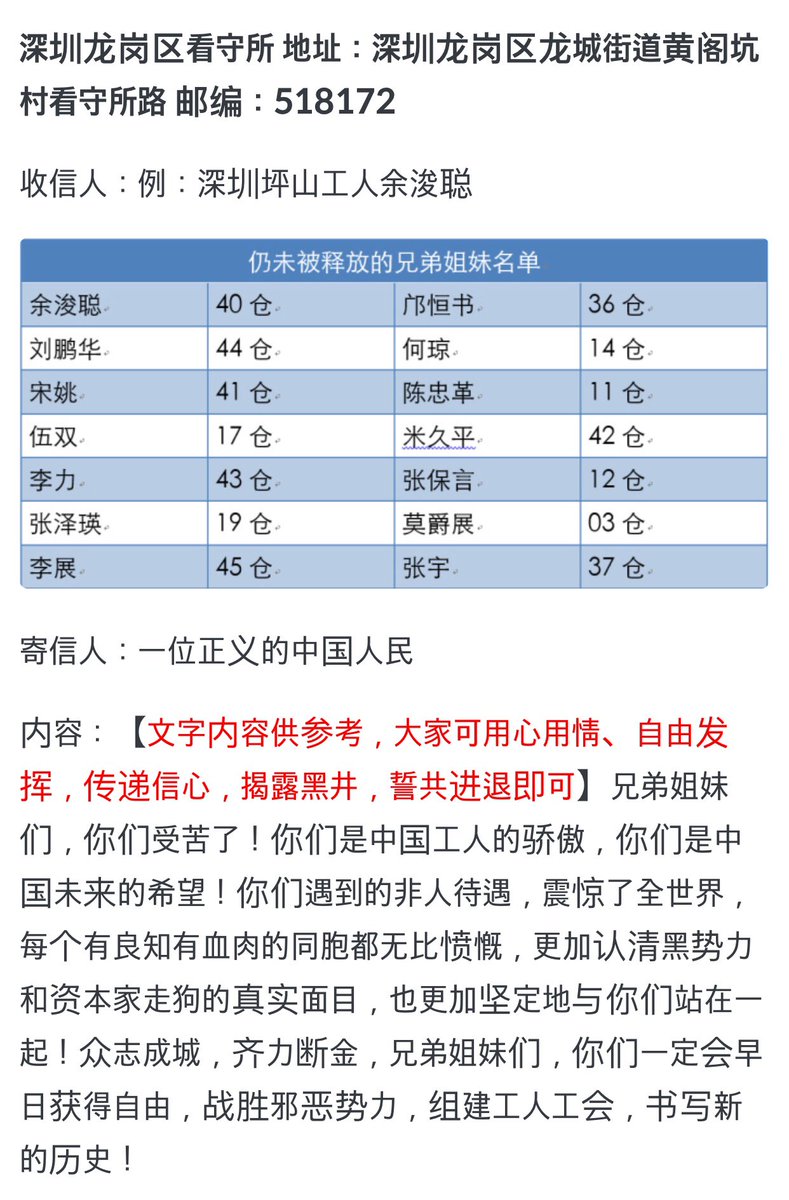 深圳龙岗区看守所 地址：深圳龙岗区龙城街道黄阁坑
村看守所路 邮编：518172
收信人：例：深圳坪山工人余浚聪
仍未被释放的兄弟姐妹名单
余浚聪 40 仓 邝恒书 36 仓
刘鹏华 44 仓 何琼 14 仓
宋姚 41 仓 陈忠革 11 仓
伍双 17 仓 米久平 42 仓
李力 43 仓 张保言 12 仓
张泽瑛 19 仓 莫爵展 03 仓
李展 45 仓 张宇 37 仓
寄信人：一位正义的中国人民
内容：【文字内容供参考，大家可用心用情、自由发
挥，传递信心，揭露黑井，誓共进退即可】兄弟姐妹
们，你们受苦了！你们是中国工人的骄傲，你们是中
国未来的希望！你们遇到的非人待遇，震惊了全世界，
每个有良知有血肉的同胞都无比愤慨，更加认清黑势力
和资本家走狗的真实面目，也更加坚定地与你们站在一
起！众志成城，齐力断金，兄弟姐妹们，你们一定会早
日获得自由，战胜邪恶势力，组建工人工会，书写新
的历史！